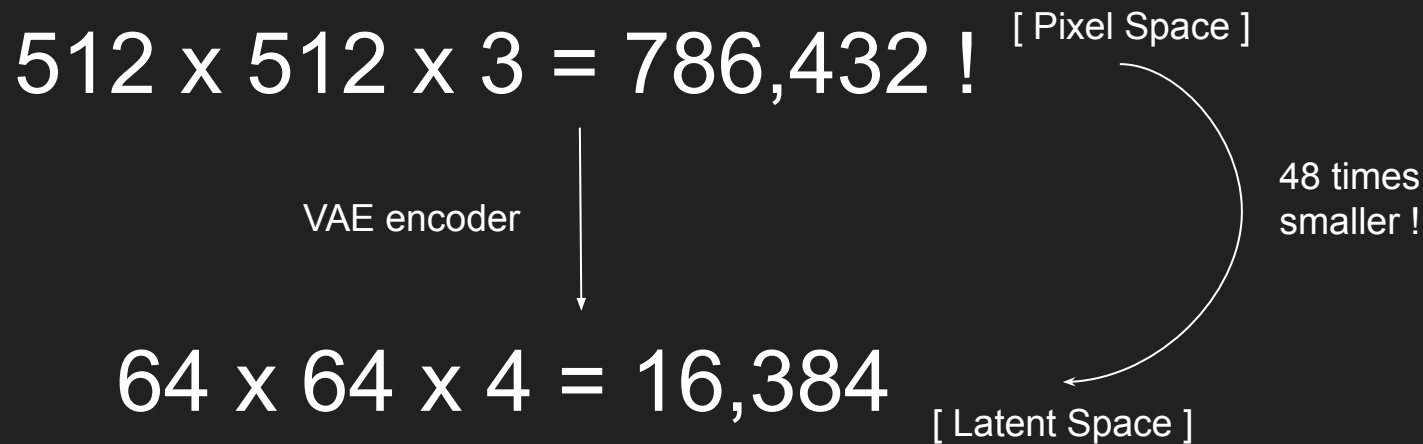 512 x 512 x 3 = 786,432 !
[ Pixel Space ]
VAE encoder
48 times
smaller !
64 x 64 x 4 = 16,384
[ Latent Space ]